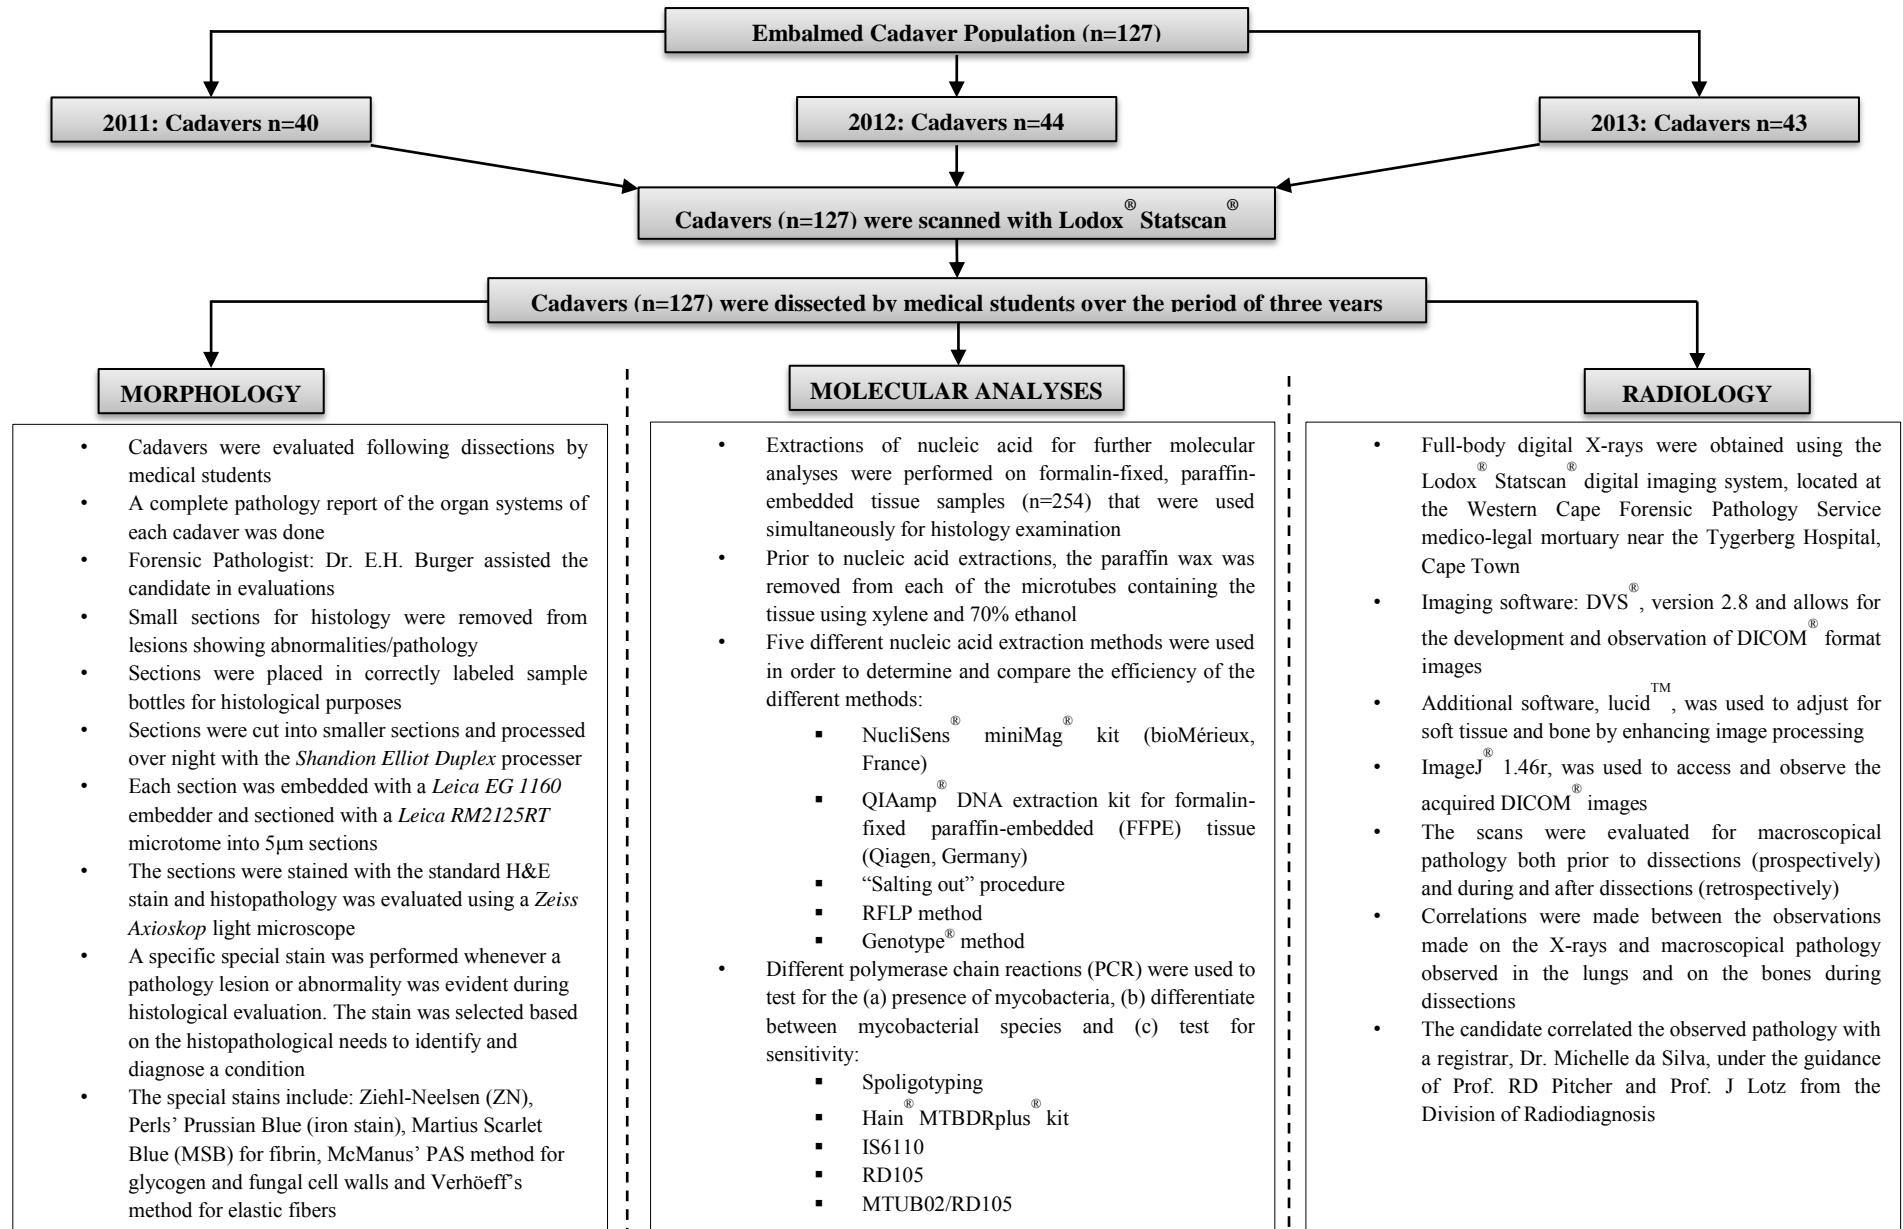 Embalmed Cadaver Population (n=127)
2011: Cadavers n=40
2012: Cadavers n=44
2013: Cadavers n=43
Cadavers (n=127) were scanned with Lodox® Statscan®
Cadavers (n=127) were dissected by medical students over the period of three years
MORPHOLOGY
• Cadavers were evaluated following dissections by
medical students
• A complete pathology report of the organ systems of
each cadaver was done
• Forensic Pathologist: Dr. E.H. Burger assisted the
candidate in evaluations
• Small sections for histology were removed from
lesions showing abnormalities/pathology
• Sections were placed in correctly labeled sample
bottles for histological purposes
• Sections were cut into smaller sections and processed
over night with the Shandion Elliot Duplex processer
• Each section was embedded with a Leica EG 1160
embedder and sectioned with a Leica RM2125RT
microtome into 5µm sections
• The sections were stained with the standard H&E
stain and histopathology was evaluated using a Zeiss
Axioskop light microscope
• A specific special stain was performed whenever a
pathology lesion or abnormality was evident during
histological evaluation. The stain was selected based
on the histopathological needs to identify and
diagnose a condition
• The special stains include: Ziehl-Neelsen (ZN),
Perls’ Prussian Blue (iron stain), Martius Scarlet
Blue (MSB) for fibrin, McManus’ PAS method for
glycogen and fungal cell walls and Verhöeff’s
method for elastic fibers
MOLECULAR ANALYSES
• Extractions of nucleic acid for further molecular
analyses were performed on formalin-fixed, paraffin-
embedded tissue samples (n=254) that were used
simultaneously for histology examination
• Prior to nucleic acid extractions, the paraffin wax was
removed from each of the microtubes containing the
tissue using xylene and 70% ethanol
• Five different nucleic acid extraction methods were used
in order to determine and compare the efficiency of the
different methods:
▪ NucliSens® miniMag® kit (bioMérieux,
France)
▪ QIAamp® DNA extraction kit for formalin-
fixed paraffin-embedded (FFPE) tissue
(Qiagen, Germany)
▪ “Salting out” procedure
▪ RFLP method
▪ Genotype® method
• Different polymerase chain reactions (PCR) were used to
test for the (a) presence of mycobacteria, (b) differentiate
between mycobacterial species and (c) test for
sensitivity:
▪ Spoligotyping
▪ Hain® MTBDRplus® kit
▪ IS6110
▪ RD105
▪ MTUB02/RD105
RADIOLOGY
• Full-body digital X-rays were obtained using the
Lodox® Statscan® digital imaging system, located at
the Western Cape Forensic Pathology Service
medico-legal mortuary near the Tygerberg Hospital,
Cape Town
• Imaging software: DVS®, version 2.8 and allows for
the development and observation of DICOM® format
images
• Additional software, lucid™, was used to adjust for
soft tissue and bone by enhancing image processing
• ImageJ® 1.46r, was used to access and observe the
acquired DICOM® images
• The scans were evaluated for macroscopical
pathology both prior to dissections (prospectively)
and during and after dissections (retrospectively)
• Correlations were made between the observations
made on the X-rays and macroscopical pathology
observed in the lungs and on the bones during
dissections
• The candidate correlated the observed pathology with
a registrar, Dr. Michelle da Silva, under the guidance
of Prof. RD Pitcher and Prof. J Lotz from the
Division of Radiodiagnosis